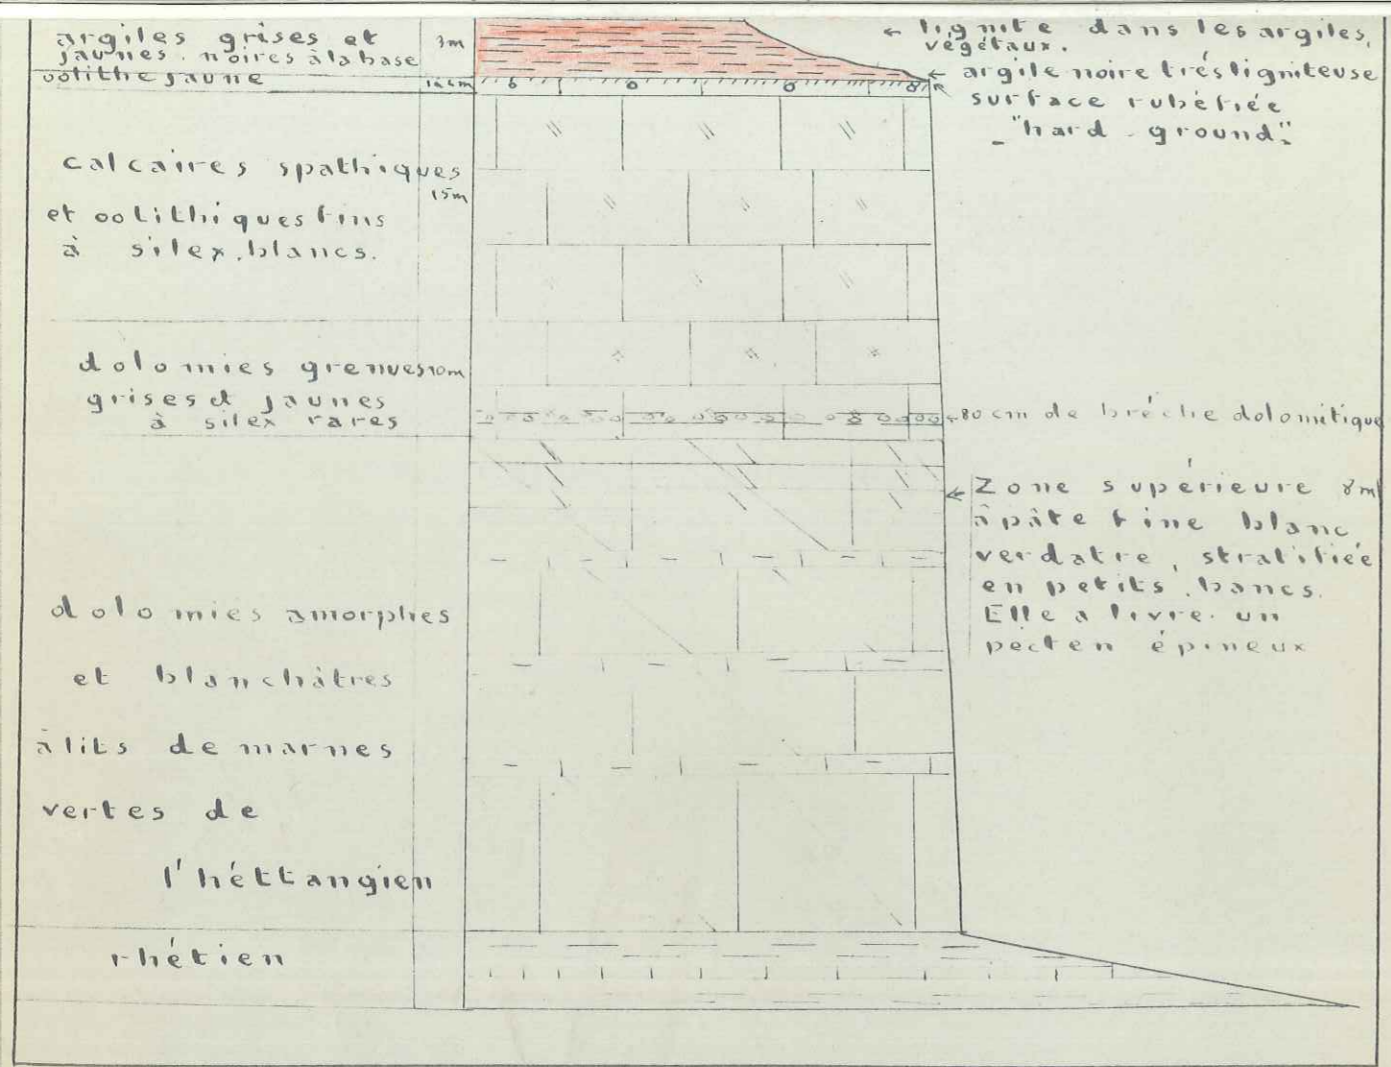 argiles grises et
jaunes. noires à la base
3m
oolithe jaune
calcaires spathiques
15m
et oolithiques fins
à silex blancs.
dolomies grenues 10m
grises et jaunes
à silex rares
dolomies amorphes
et blanchâtres
à lits de marnes
vertes de
l'héttangien
rhétien
← lignite dans les argiles,
végétaux.
← argile noire très ligniteuse
surface rubéfiée
"hard-ground"
←80 cm de brèche dolomitique
← Zone supérieure 8m
à pâte fine blanc
verdatre, stratifiée
en petits bancs.
Elle a livré un
pecten épineux